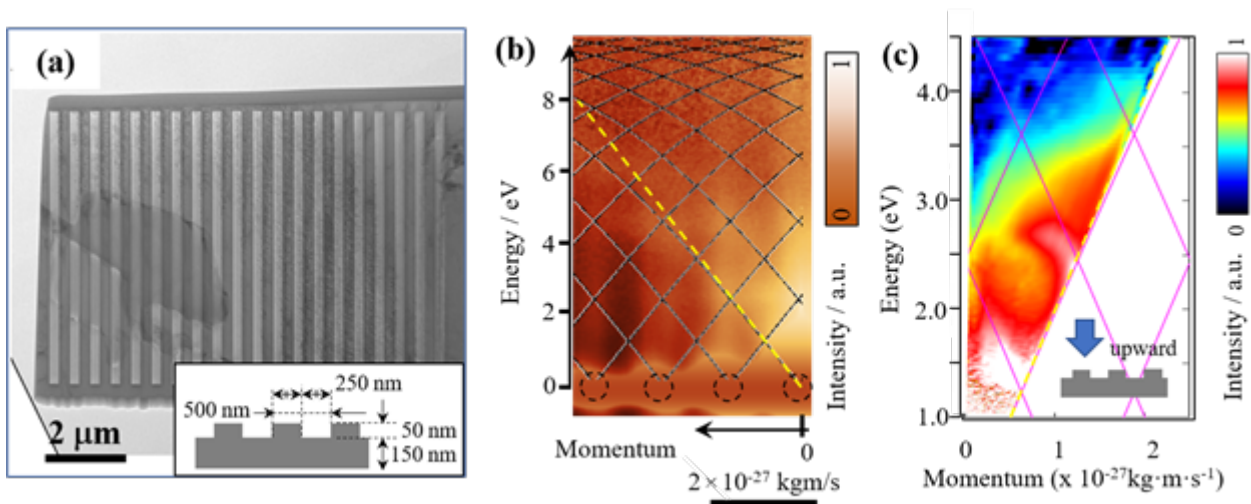 (a)
250 nm
500 nm
50 nm
150 nm
2 μm
(b)
8
6
4
2
0
Energy / eV
Momentum
0
2 × 10⁻²⁷ kgm/s
1
0
Intensity / a.u.
(c)
4.0
3.0
2.0
1.0
Energy (eV)
upward
0
1
2
Momentum (x 10⁻²⁷kg·m·s⁻¹)
1
0
Intensity / a.u.